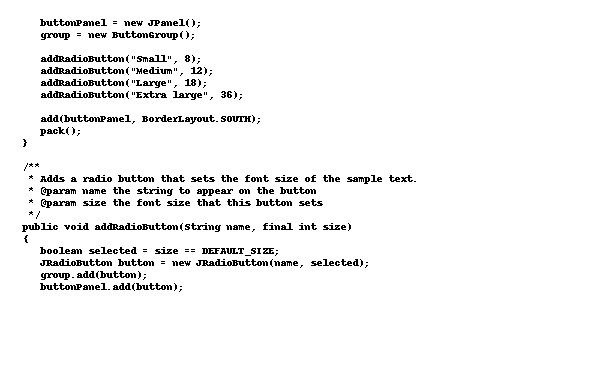 buttonPanel = new JPanel();
group = new ButtonGroup();

addRadioButton("Small", 8);
addRadioButton("Medium", 12);
addRadioButton("Large", 18);
addRadioButton("Extra large", 36);

add(buttonPanel, BorderLayout.SOUTH);
pack();
}

/**
* Adds a radio button that sets the font size of the sample text.
* @param name the string to appear on the button
* @param size the font size that this button sets
*/
public void addRadioButton(String name, final int size)
{
boolean selected = size == DEFAULT_SIZE;
JRadioButton button = new JRadioButton(name, selected);
group.add(button);
buttonPanel.add(button);